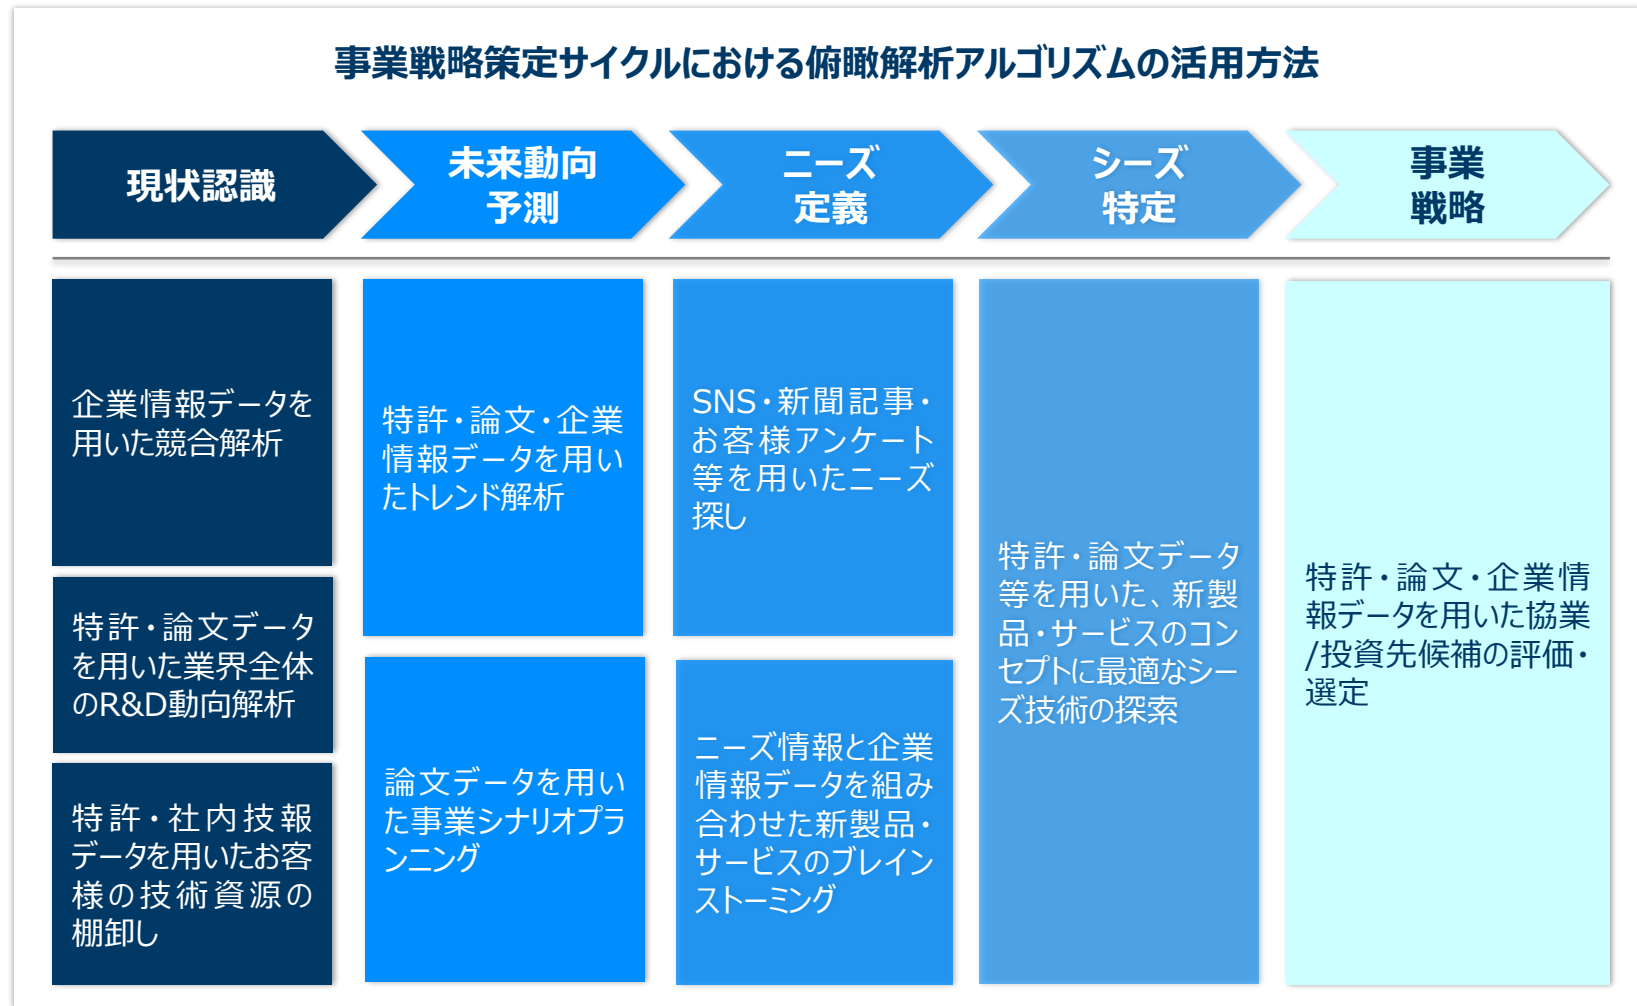 事業戦略策定サイクルにおける俯瞰解析アルゴリズムの活用方法
現状認識
未来動向
予測
ニーズ
定義
シーズ
特定
事業
戦略
企業情報データを
用いた競合解析
特許・論文データ
を用いた業界全体
のR&D動向解析
特許・社内技報
データを用いたお客
様の技術資源の
棚卸し
特許・論文・企業
情報データを用い
たトレンド解析
論文データを用い
た事業シナリオプラ
ンニング
SNS・新聞記事・
お客様アンケート
等を用いたニーズ
探し
ニーズ情報と企業
情報データを組み
合わせた新製品・
サービスのブレイン
ストーミング
特許・論文データ
等を用いた、新製
品・サービスのコン
セプトに最適なシー
ズ技術の探索
特許・論文・企業情
報データを用いた協業
/投資先候補の評価・
選定